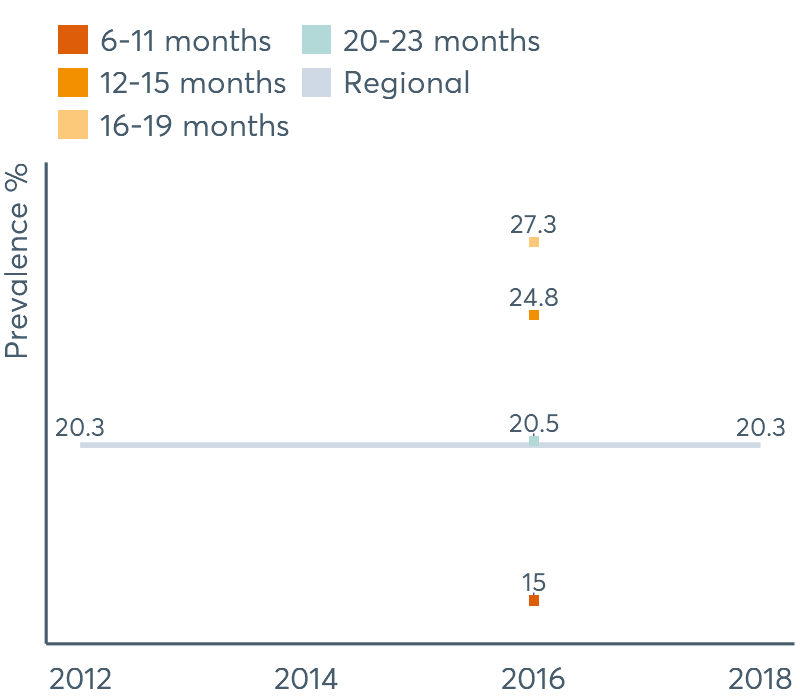 6-11 months
20-23 months
12-15 months
Regional
16-19 months
Prevalence %
27.3
24.8
20.3
20.5
20.3
15
2012
2014
2016
2018